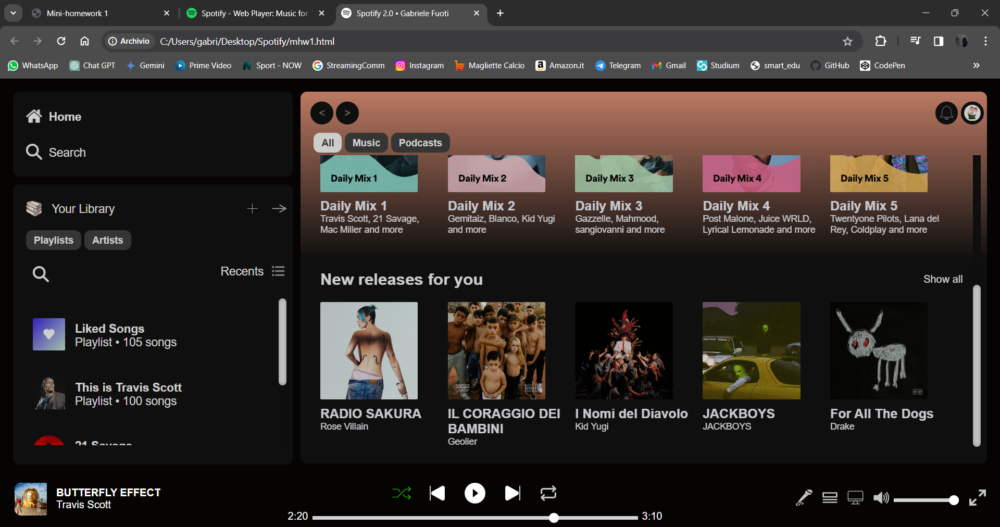 Mini-homework 1
Spotify - Web Player: Music for
Spotify 2.0 • Gabriele Fuoti
Archivio
C:/Users/gabri/Desktop/Spotify/mhw1.html
WhatsApp
Chat GPT
Gemini
Prime Video
Sport - NOW
StreamingComm
Instagram
Magliette Calcio
Amazon.it
Telegram
Gmail
Studium
smart_edu
GitHub
CodePen
»
Home
Search
Your Library
Playlists
Artists
Recents
Liked Songs
Playlist • 105 songs
This is Travis Scott
Playlist • 100 songs
21 Savage
< >
All
Music
Podcasts
Daily Mix 1
Daily Mix 2
Daily Mix 3
Daily Mix 4
Daily Mix 5
Daily Mix 1
Travis Scott, 21 Savage,
Mac Miller and more
Daily Mix 2
Gemitaiz, Blanco, Kid Yugi
and more
Daily Mix 3
Gazzelle, Mahmood,
sangiovanni and more
Daily Mix 4
Post Malone, Juice WRLD,
Lyrical Lemonade and more
Daily Mix 5
Twentyone Pilots, Lana del
Rey, Coldplay and more
New releases for you
Show all
RADIO SAKURA
Rose Villain
IL CORAGGIO DEI
BAMBINI
Geolier
I Nomi del Diavolo
Kid Yugi
JACKBOYS
JACKBOYS
For All The Dogs
Drake
BUTTERFLY EFFECT
Travis Scott
2:20
3:10